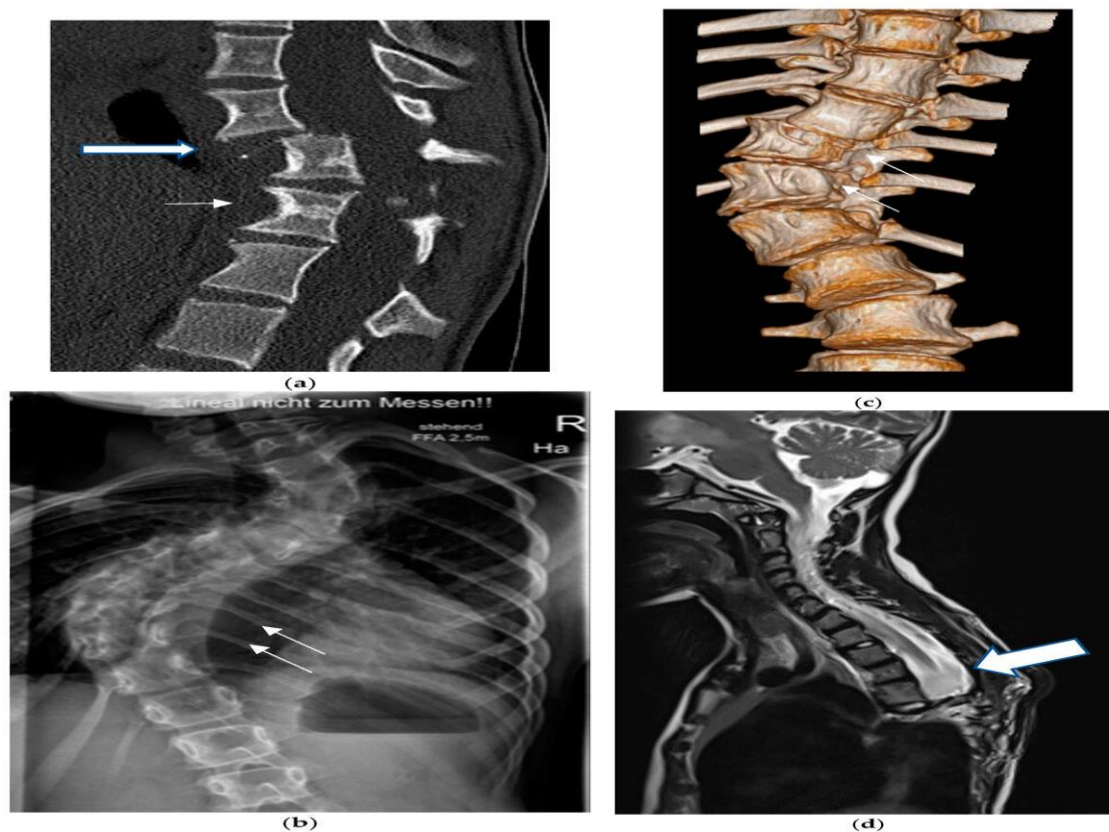 (a)
(c)
Lineal nicht zum Messen!!
stehend
FFA 2.5m
R
Ha
(b)
(d)